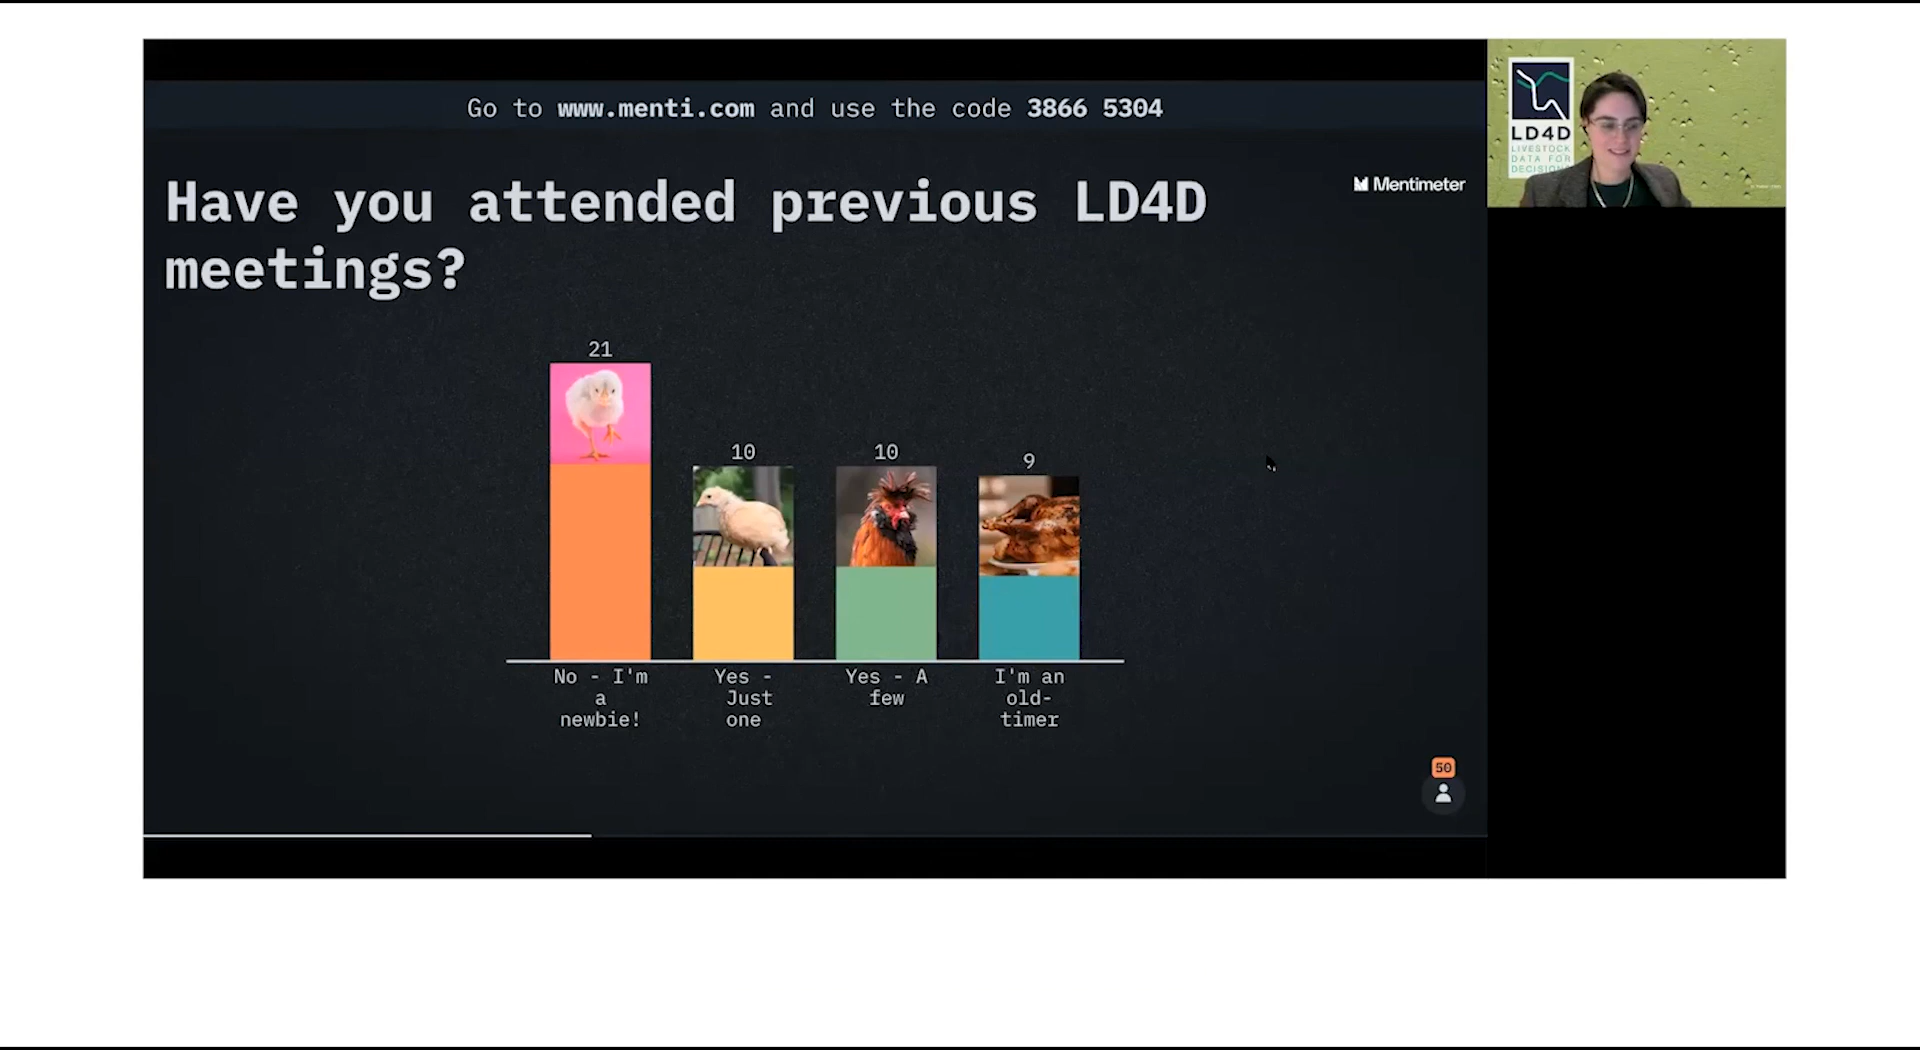 Go to www.menti.com and use the code 3866 5304
Have you attended previous LD4D
meetings?
Mentimeter
21
10
10
9
No - I'm
a
newbie!
Yes -
Just
one
Yes - A
few
I'm an
old-
timer
50
LD4D
LIVESTOCK
DATA FOR
DECISIONS